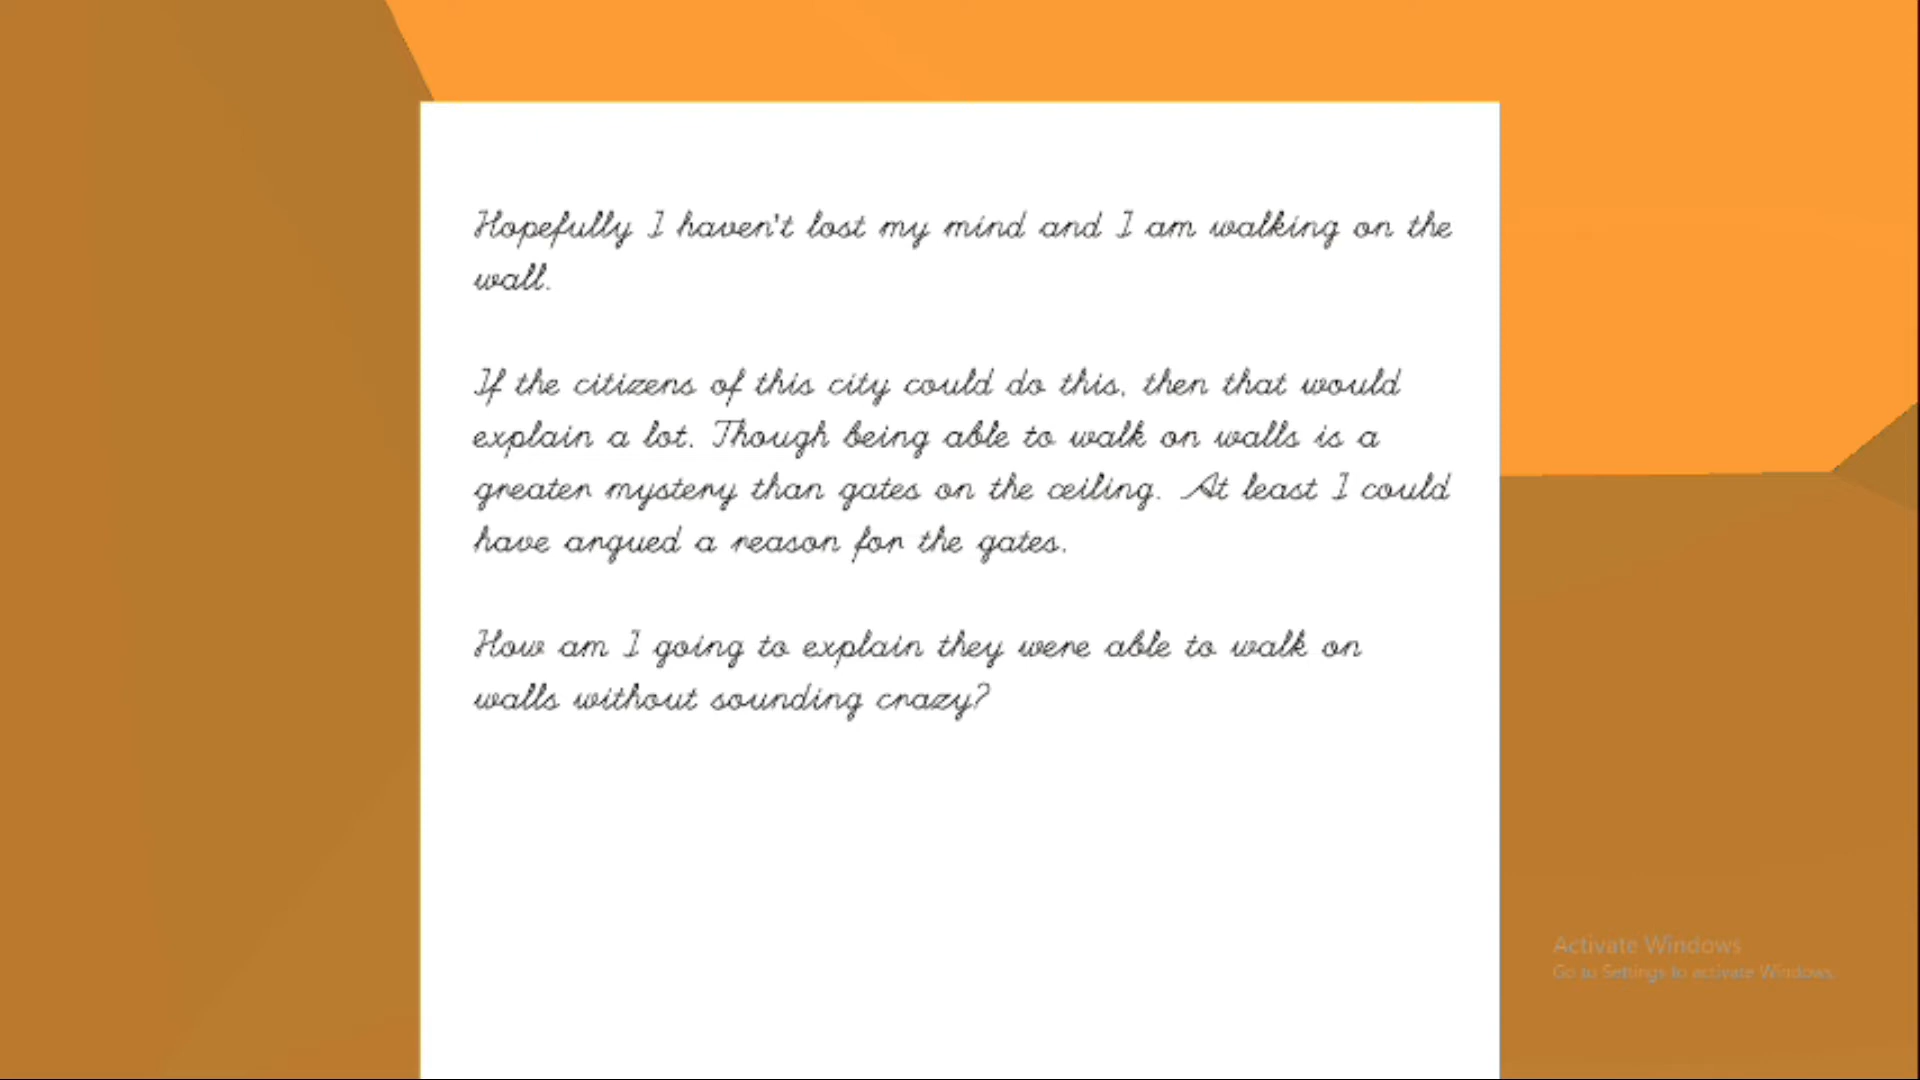 Hopefully I haven't lost my mind and I am walking on the
wall.
If the citizens of this city could do this, then that would
explain a lot. Though being able to walk on walls is a
greater mystery than gates on the ceiling. At least I could
have argued a reason for the gates.
How am I going to explain they were able to walk on
walls without sounding crazy?
Activate Windows
Go to Settings to activate Windows.